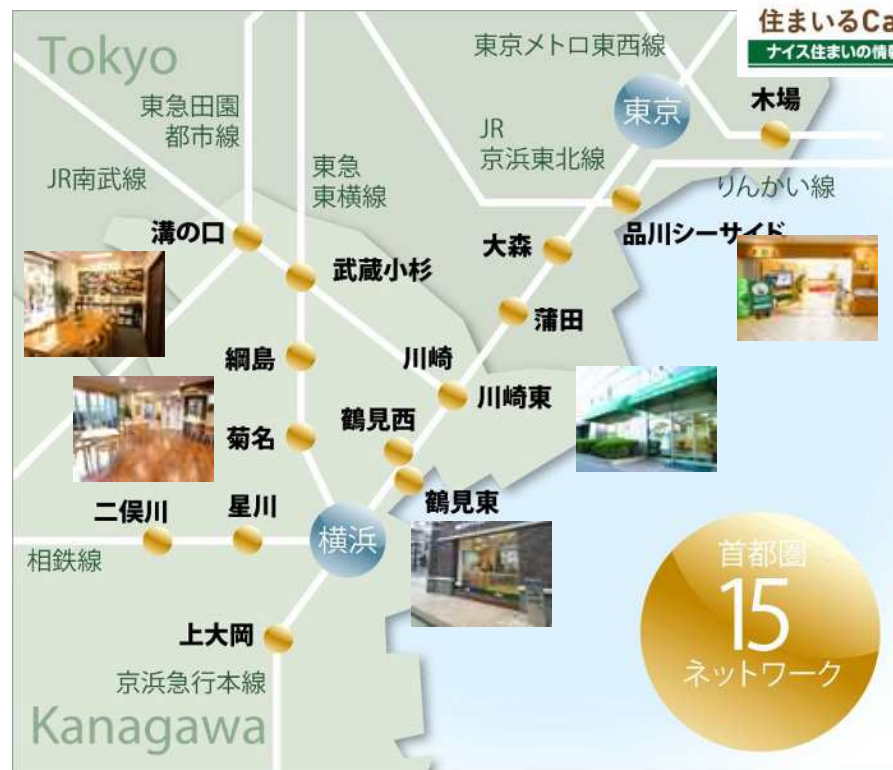 住まいるCa
ナイス住まいの情報
Tokyo
東京メトロ東西線
東急田園
都市線
東京
木場
JR
京浜東北線
JR南武線
東急
東横線
りんかい線
溝の口
大森
品川シーサイド
武蔵小杉
蒲田
綱島
川崎
川崎東
鶴見西
菊名
鶴見東
二俣川
星川
横浜
相鉄線
首都圏
15
ネットワーク
上大岡
京浜急行本線
Kanagawa